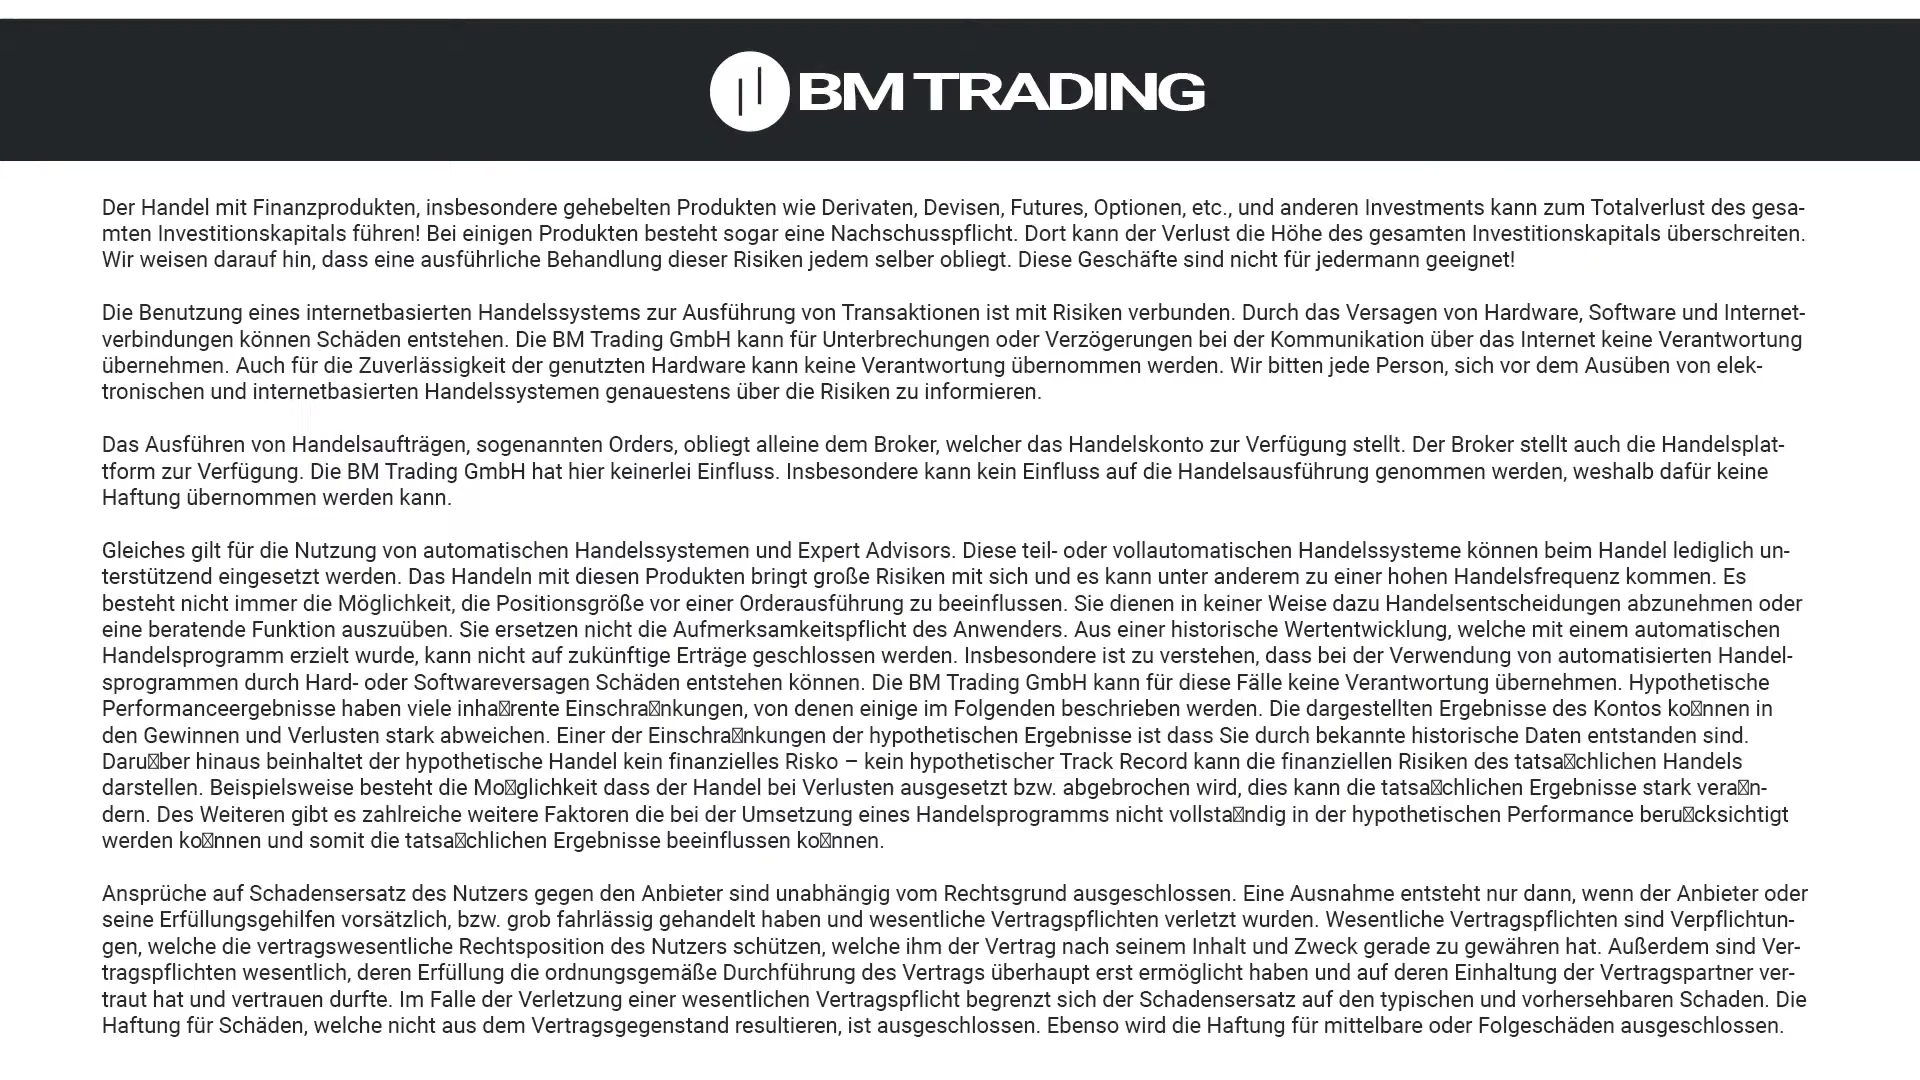 BM TRADING
Der Handel mit Finanzprodukten, insbesondere gehebelten Produkten wie Derivaten, Devisen, Futures, Optionen, etc., und anderen Investments kann zum Totalverlust des gesa-
mten Investitionskapitals führen! Bei einigen Produkten besteht sogar eine Nachschusspflicht. Dort kann der Verlust die Höhe des gesamten Investitionskapitals überschreiten.
Wir weisen darauf hin, dass eine ausführliche Behandlung dieser Risiken jedem selber obliegt. Diese Geschäfte sind nicht für jedermann geeignet!
Die Benutzung eines internetbasierten Handelssystems zur Ausführung von Transaktionen ist mit Risiken verbunden. Durch das Versagen von Hardware, Software und Internet-
verbindungen können Schäden entstehen. Die BM Trading GmbH kann für Unterbrechungen oder Verzögerungen bei der Kommunikation über das Internet keine Verantwortung
übernehmen. Auch für die Zuverlässigkeit der genutzten Hardware kann keine Verantwortung übernommen werden. Wir bitten jede Person, sich vor dem Ausüben von elek-
tronischen und internetbasierten Handelssystemen genauestens über die Risiken zu informieren.
Das Ausführen von Handelsaufträgen, sogenannten Orders, obliegt alleine dem Broker, welcher das Handelskonto zur Verfügung stellt. Der Broker stellt auch die Handelsplat-
tform zur Verfügung. Die BM Trading GmbH hat hier keinerlei Einfluss. Insbesondere kann kein Einfluss auf die Handelsausführung genommen werden, weshalb dafür keine
Haftung übernommen werden kann.
Gleiches gilt für die Nutzung von automatischen Handelssystemen und Expert Advisors. Diese teil- oder vollautomatischen Handelssysteme können beim Handel lediglich un-
terstützend eingesetzt werden. Das Handeln mit diesen Produkten bringt große Risiken mit sich und es kann unter anderem zu einer hohen Handelsfrequenz kommen. Es
besteht nicht immer die Möglichkeit, die Positionsgröße vor einer Orderausführung zu beeinflussen. Sie dienen in keiner Weise dazu Handelsentscheidungen abzunehmen oder
eine beratende Funktion auszuüben. Sie ersetzen nicht die Aufmerksamkeitspflicht des Anwenders. Aus einer historische Wertentwicklung, welche mit einem automatischen
Handelsprogramm erzielt wurde, kann nicht auf zukünftige Erträge geschlossen werden. Insbesondere ist zu verstehen, dass bei der Verwendung von automatisierten Handel-
sprogrammen durch Hard- oder Softwareversagen Schäden entstehen können. Die BM Trading GmbH kann für diese Fälle keine Verantwortung übernehmen. Hypothetische
Performanceergebnisse haben viele inha☒rente Einschra☒nkungen, von denen einige im Folgenden beschrieben werden. Die dargestellten Ergebnisse des Kontos ko☒nnen in
den Gewinnen und Verlusten stark abweichen. Einer der Einschra☒nkungen der hypothetischen Ergebnisse ist dass Sie durch bekannte historische Daten entstanden sind.
Daru☒ber hinaus beinhaltet der hypothetische Handel kein finanzielles Risko – kein hypothetischer Track Record kann die finanziellen Risiken des tatsa☒chlichen Handels
darstellen. Beispielsweise besteht die Mo☒glichkeit dass der Handel bei Verlusten ausgesetzt bzw. abgebrochen wird, dies kann die tatsa☒chlichen Ergebnisse stark vera☒n-
dern. Des Weiteren gibt es zahlreiche weitere Faktoren die bei der Umsetzung eines Handelsprogramms nicht vollsta☒ndig in der hypothetischen Performance beru☒cksichtigt
werden ko☒nnen und somit die tatsa☒chlichen Ergebnisse beeinflussen ko☒nnen.
Ansprüche auf Schadensersatz des Nutzers gegen den Anbieter sind unabhängig vom Rechtsgrund ausgeschlossen. Eine Ausnahme entsteht nur dann, wenn der Anbieter oder
seine Erfüllungsgehilfen vorsätzlich, bzw. grob fahrlässig gehandelt haben und wesentliche Vertragspflichten verletzt wurden. Wesentliche Vertragspflichten sind Verpflichtun-
gen, welche die vertragswesentliche Rechtsposition des Nutzers schützen, welche ihm der Vertrag nach seinem Inhalt und Zweck gerade zu gewähren hat. Außerdem sind Ver-
tragspflichten wesentlich, deren Erfüllung die ordnungsgemäße Durchführung des Vertrags überhaupt erst ermöglicht haben und auf deren Einhaltung der Vertragspartner ver-
traut hat und vertrauen durfte. Im Falle der Verletzung einer wesentlichen Vertragspflicht begrenzt sich der Schadensersatz auf den typischen und vorhersehbaren Schaden. Die
Haftung für Schäden, welche nicht aus dem Vertragsgegenstand resultieren, ist ausgeschlossen. Ebenso wird die Haftung für mittelbare oder Folgeschäden ausgeschlossen.